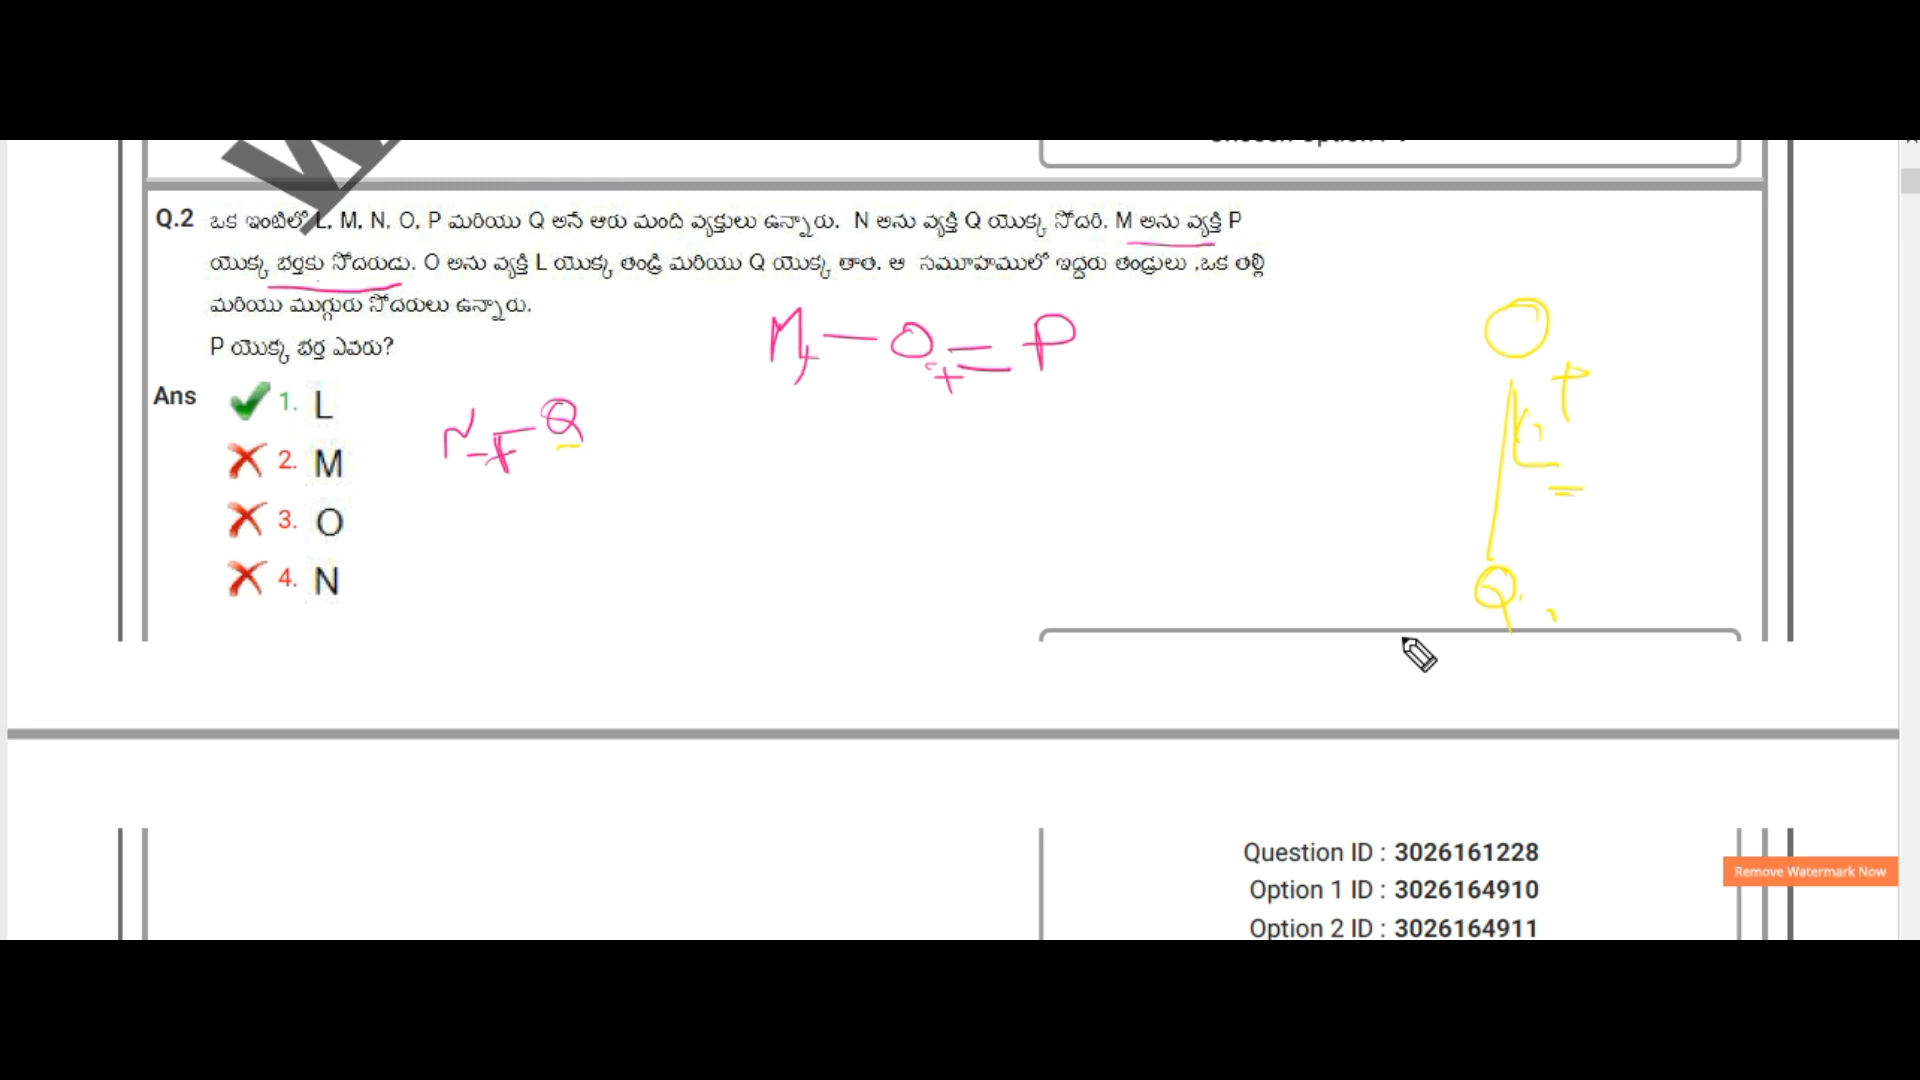 Q.2 ఒక ఇంటిలో L, M, N, O, P మరియు Q అనే ఆరు మంది వ్యక్తులు ఉన్నారు. N అను వ్యక్తి Q యొక్క సోదరి. M అను వ్యక్తి P
యొక్క భర్తకు సోదరుడు. O అను వ్యక్తి L యొక్క తండ్రి మరియు Q యొక్క తాత. ఆ సమూహములో ఇద్దరు తండ్రులు ,ఒక తల్లి
మరియు ముగ్గురు సోదరులు ఉన్నారు.
P యొక్క భర్త ఎవరు?
M+ — O+ = P
O
+
L
Q
Ans 1. L
N - Q
2. M
3. O
4. N
Question ID : 3026161228
Option 1 ID : 3026164910
Option 2 ID : 3026164911
Remove Watermark Now